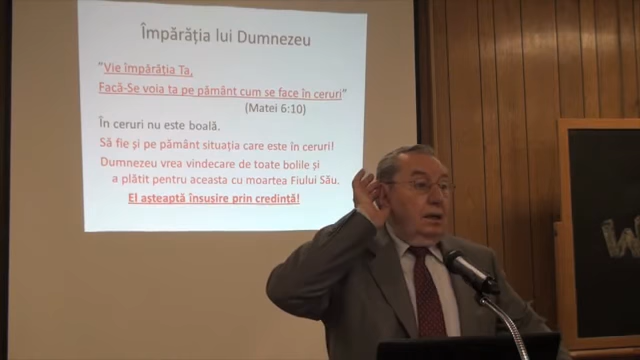 Împărăția lui Dumnezeu
"Vie împărăția Ta,
Facă-Se voia ta pe pământ cum se face în ceruri"
(Matei 6:10)
În ceruri nu este boală.
Să fie și pe pământ situația care este în ceruri!
Dumnezeu vrea vindecare de toate bolile și
a plătit pentru aceasta cu moartea Fiului Său.
El așteaptă însușire prin credință!